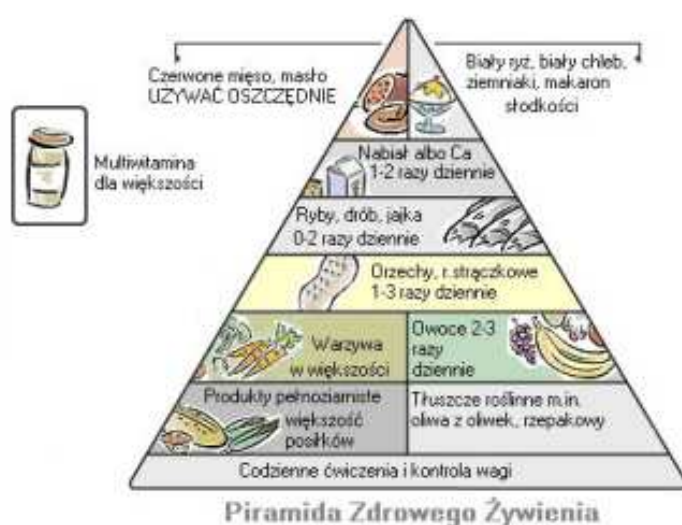 Czerwone mięso, masło
UZYWAĆ OSZCZĘDNIE
Biały ryż, biały chleb,
ziemniaki, makaron
słodkości
Multiwitamina
dla większości
Nabiał albo Ca
1-2 razy dziennie
Ryby, drób, jajka
0-2 razy dziennie
Orzechy, r.strączkowe
1-3 razy dziennie
Warzywa
w większości
Owoce 2-3
razy
dziennie
Produkty pełnoziarniste
większość
posiłków
Tłuszcze roślinne m.in.
oliwa z oliwek, rzepakowy
Codzienne ćwiczenia i kontrola wagi
Piramida Zdrowego Żywienia